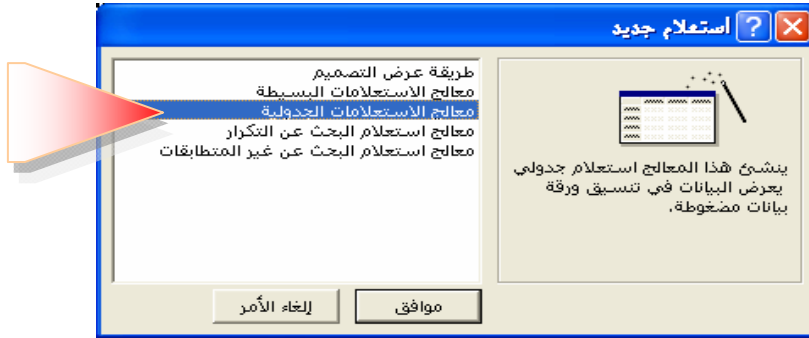 أستعلام جديد
طريقة عرض التصميم
معالج الاستعلامات البسيطة
معالج الاستعلامات الجدولية
معالج استعلام البحث عن التكرار
معالج استعلام البحث عن غير المتطابقات
ينشئ هذا المعالج استعلام جدولي
يعرض البيانات في تنسيق ورقة
بيانات مضغوطة.
موافق
إلغاء الأمر